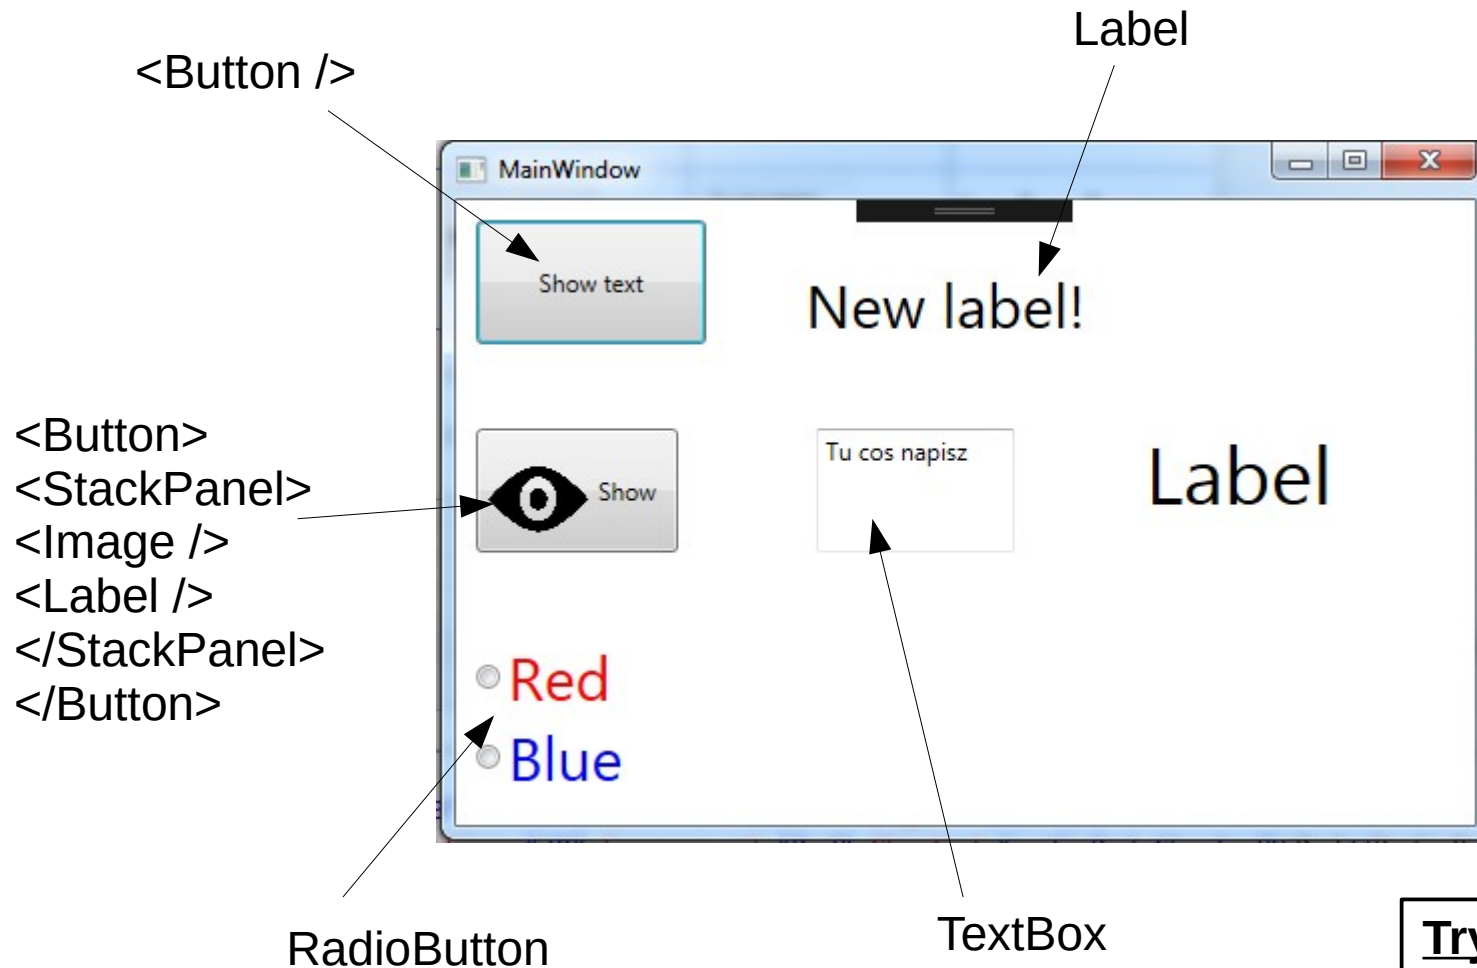 Label
<Button />
MainWindow
Show text
New label!
<Button>
<StackPanel>
<Image />
<Label />
</StackPanel>
</Button>
Show
Tu cos napisz
Label
Red
Blue
RadioButton
TextBox